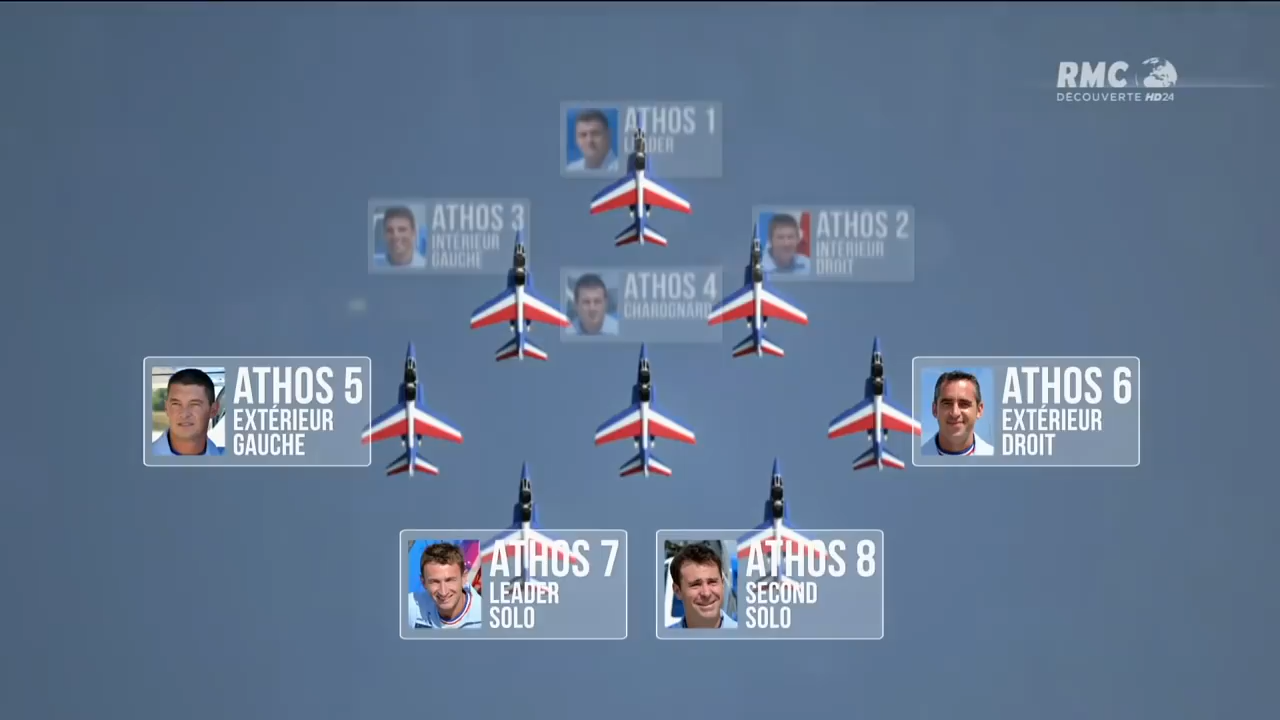 RMC
DÉCOUVERTE HD24
ATHOS 1
LEADER
ATHOS 3
INTÉRIEUR
GAUCHE
ATHOS 2
INTÉRIEUR
DROIT
ATHOS 4
CHAROGNARD
ATHOS 5
EXTÉRIEUR
GAUCHE
ATHOS 6
EXTÉRIEUR
DROIT
ATHOS 7
LEADER
SOLO
ATHOS 8
SECOND
SOLO